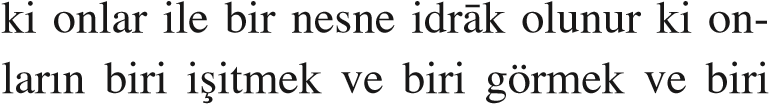 ki onlar ile bir nesne idrāk olunur ki on-
ların biri işitmek ve biri görmek ve biri